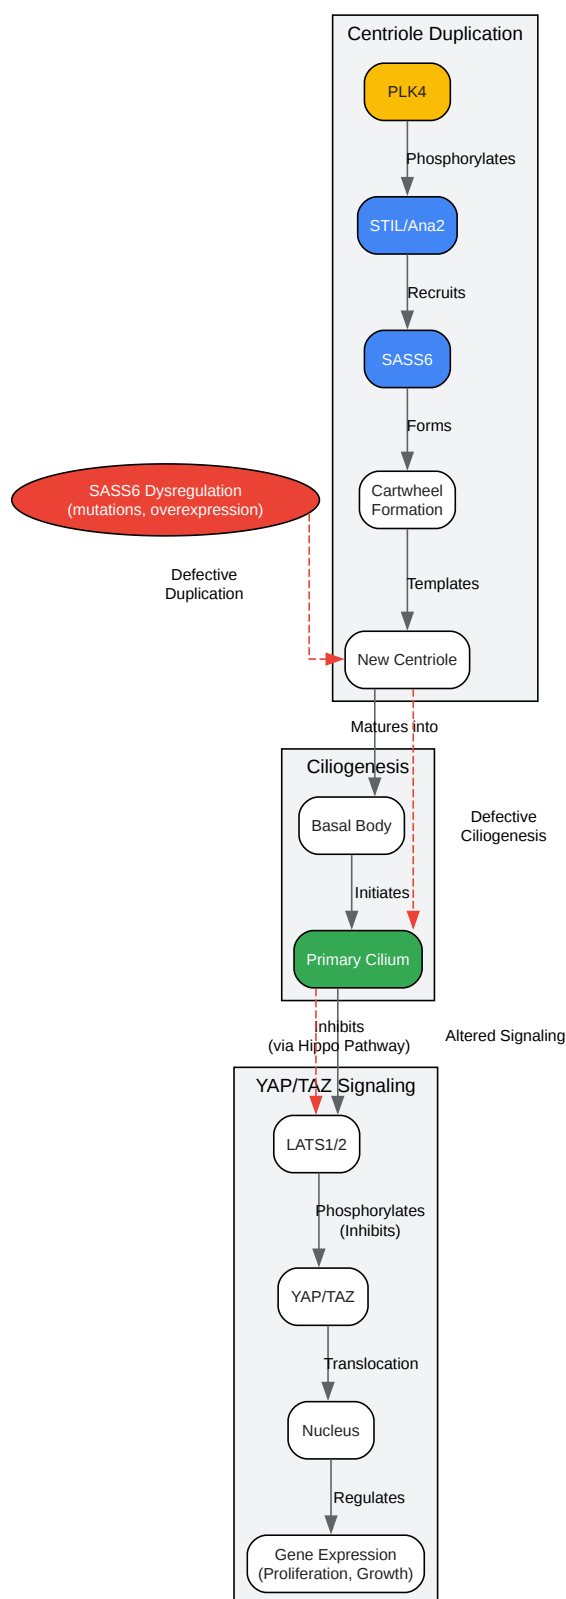 Centriole Duplication
PLK4
Phosphorylates
STIL/Ana2
Recruits
SASS6
Forms
SASS6 Dysregulation
(mutations, overexpression)
Cartwheel
Formation
Defective
Duplication
Templates
New Centriole
Matures into
Ciliogenesis
Basal Body
Defective
Ciliogenesis
Initiates
Primary Cilium
Inhibits
(via Hippo Pathway)
Altered Signaling
YAP/TAZ Signaling
LATS1/2
Phosphorylates
(Inhibits)
YAP/TAZ
Translocation
Nucleus
Regulates
Gene Expression
(Proliferation, Growth)